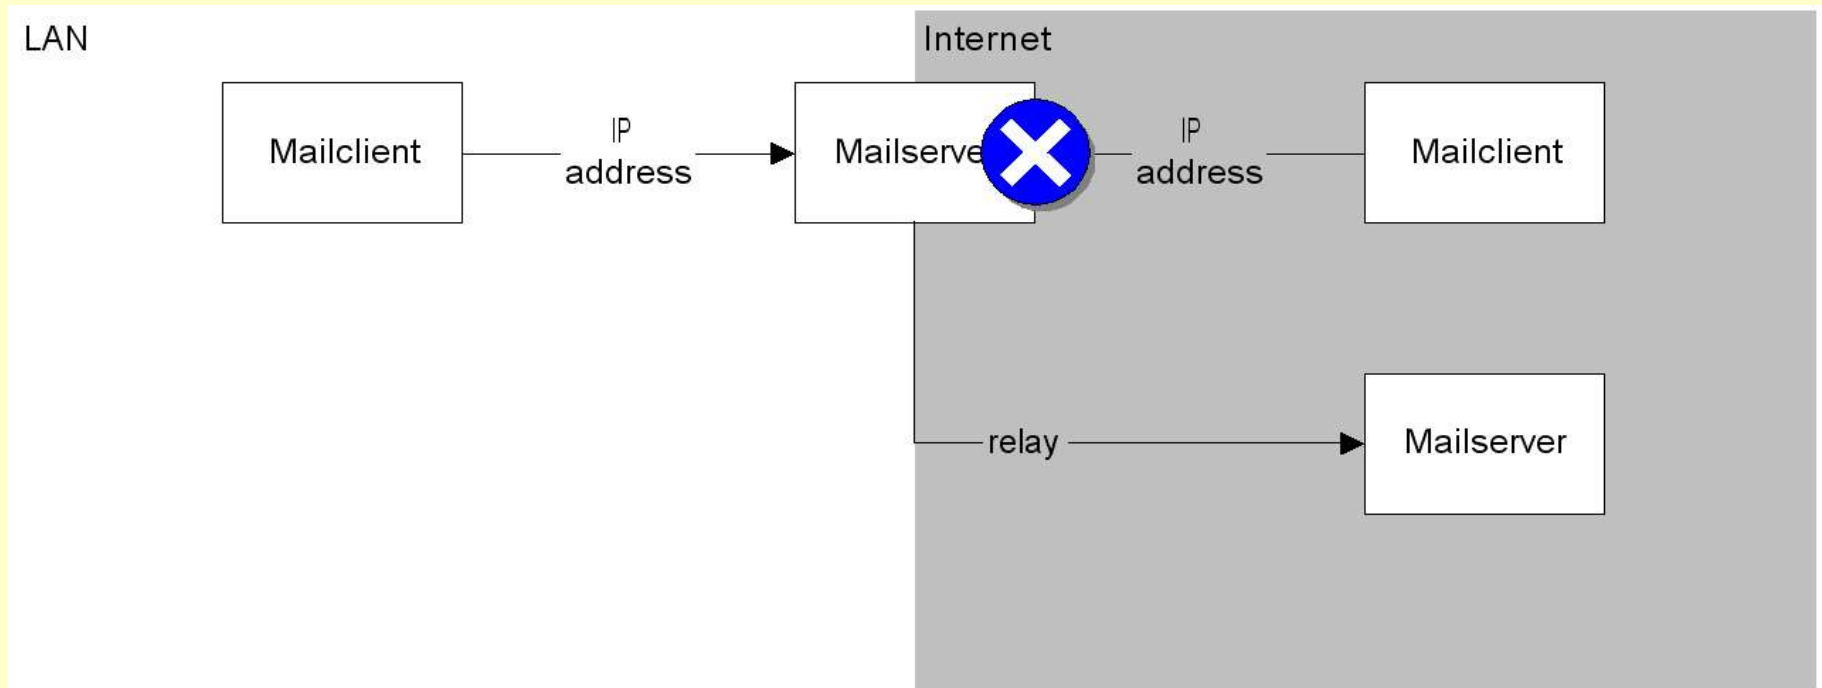 LAN
Internet
Mailclient
IP
address
Mailserve
IP
address
Mailclient
relay
Mailserver